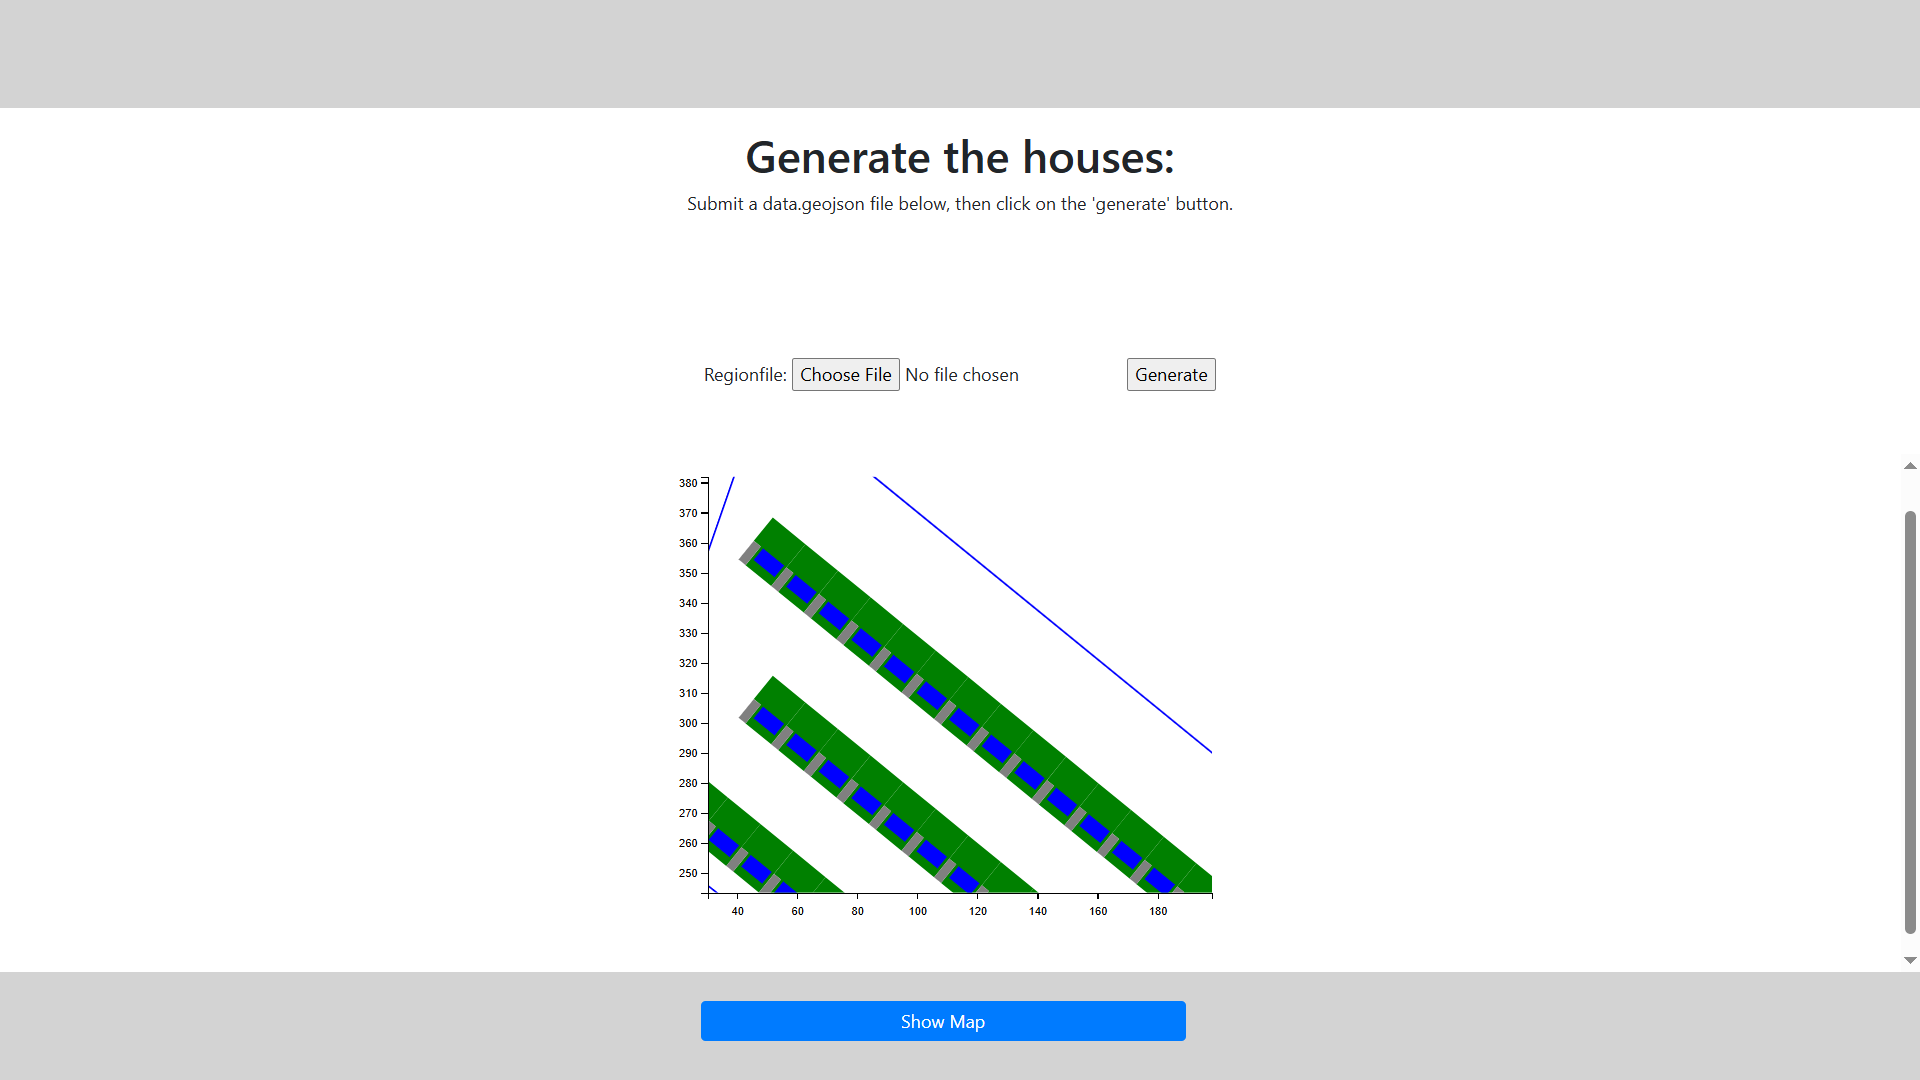 Generate the houses:
Submit a data.geojson file below, then click on the 'generate' button.
Regionfile: Choose File No file chosen Generate
380
370
360
350
340
330
320
310
300
290
280
270
260
250
40 60 80 100 120 140 160 180
Show Map